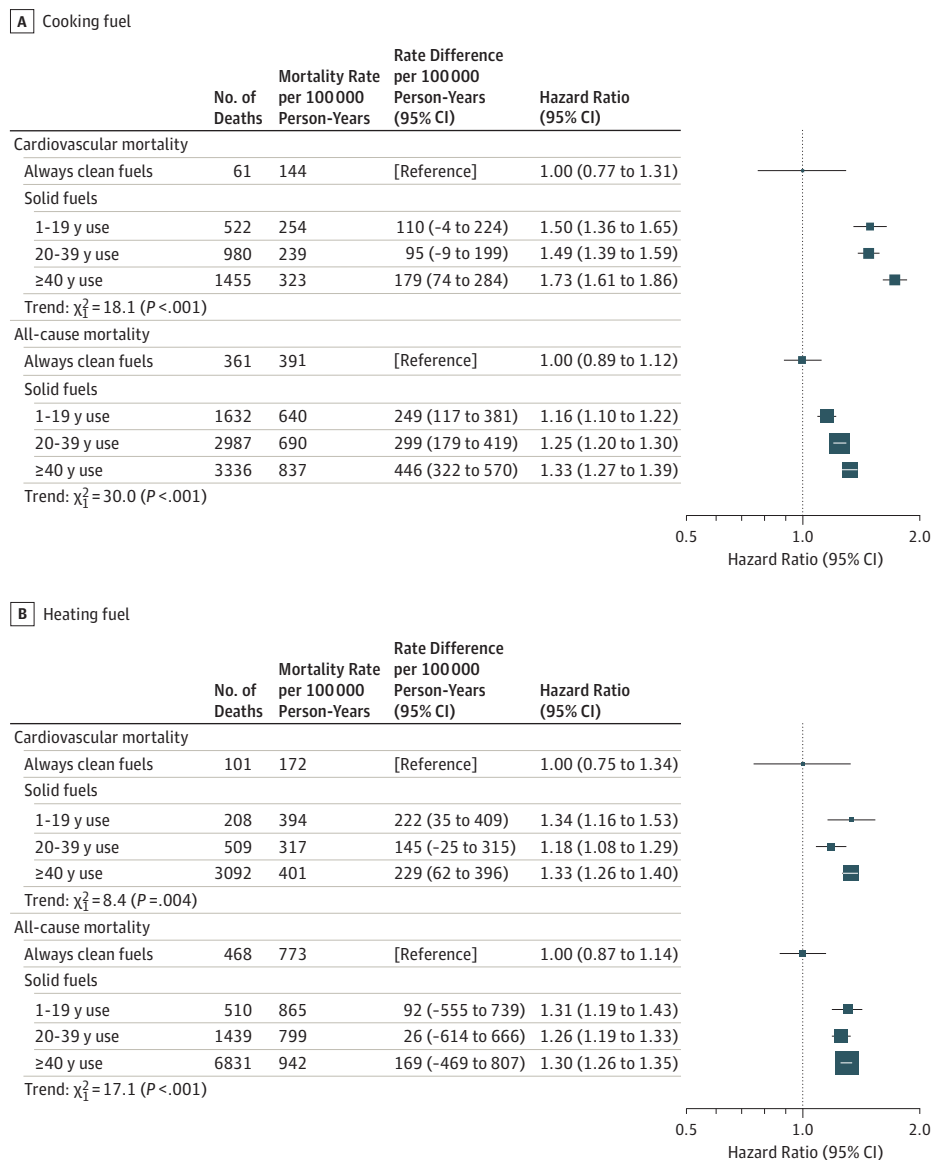 A Cooking fuel
Rate Difference
Mortality Rate per 100 000
No. of per 100 000 Person-Years Hazard Ratio
Deaths Person-Years (95% CI) (95% CI)
Cardiovascular mortality
Always clean fuels 61 144 [Reference] 1.00 (0.77 to 1.31)
Solid fuels
1-19 y use 522 254 110 (-4 to 224) 1.50 (1.36 to 1.65)
20-39 y use 980 239 95 (-9 to 199) 1.49 (1.39 to 1.59)
≥40 y use 1455 323 179 (74 to 284) 1.73 (1.61 to 1.86)
Trend: χ²₁ = 18.1 (P <.001)
All-cause mortality
Always clean fuels 361 391 [Reference] 1.00 (0.89 to 1.12)
Solid fuels
1-19 y use 1632 640 249 (117 to 381) 1.16 (1.10 to 1.22)
20-39 y use 2987 690 299 (179 to 419) 1.25 (1.20 to 1.30)
≥40 y use 3336 837 446 (322 to 570) 1.33 (1.27 to 1.39)
Trend: χ²₁ = 30.0 (P <.001)
0.5 1.0 2.0
Hazard Ratio (95% CI)
B Heating fuel
Rate Difference
Mortality Rate per 100 000
No. of per 100 000 Person-Years Hazard Ratio
Deaths Person-Years (95% CI) (95% CI)
Cardiovascular mortality
Always clean fuels 101 172 [Reference] 1.00 (0.75 to 1.34)
Solid fuels
1-19 y use 208 394 222 (35 to 409) 1.34 (1.16 to 1.53)
20-39 y use 509 317 145 (-25 to 315) 1.18 (1.08 to 1.29)
≥40 y use 3092 401 229 (62 to 396) 1.33 (1.26 to 1.40)
Trend: χ²₁ = 8.4 (P =.004)
All-cause mortality
Always clean fuels 468 773 [Reference] 1.00 (0.87 to 1.14)
Solid fuels
1-19 y use 510 865 92 (-555 to 739) 1.31 (1.19 to 1.43)
20-39 y use 1439 799 26 (-614 to 666) 1.26 (1.19 to 1.33)
≥40 y use 6831 942 169 (-469 to 807) 1.30 (1.26 to 1.35)
Trend: χ²₁ = 17.1 (P <.001)
0.5 1.0 2.0
Hazard Ratio (95% CI)